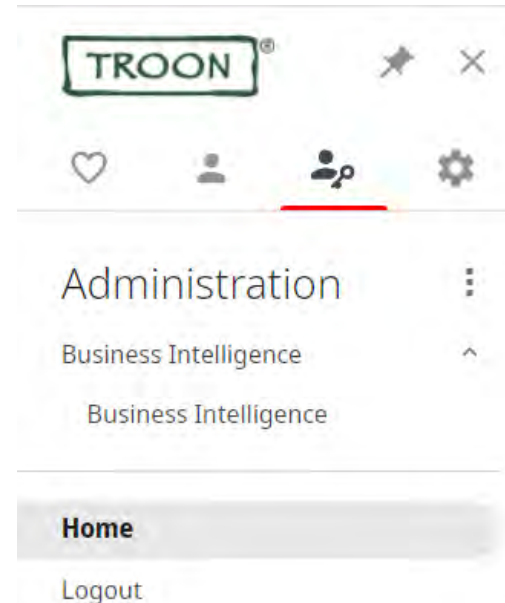 TROON®
Administration
Business Intelligence
Business Intelligence
Home
Logout